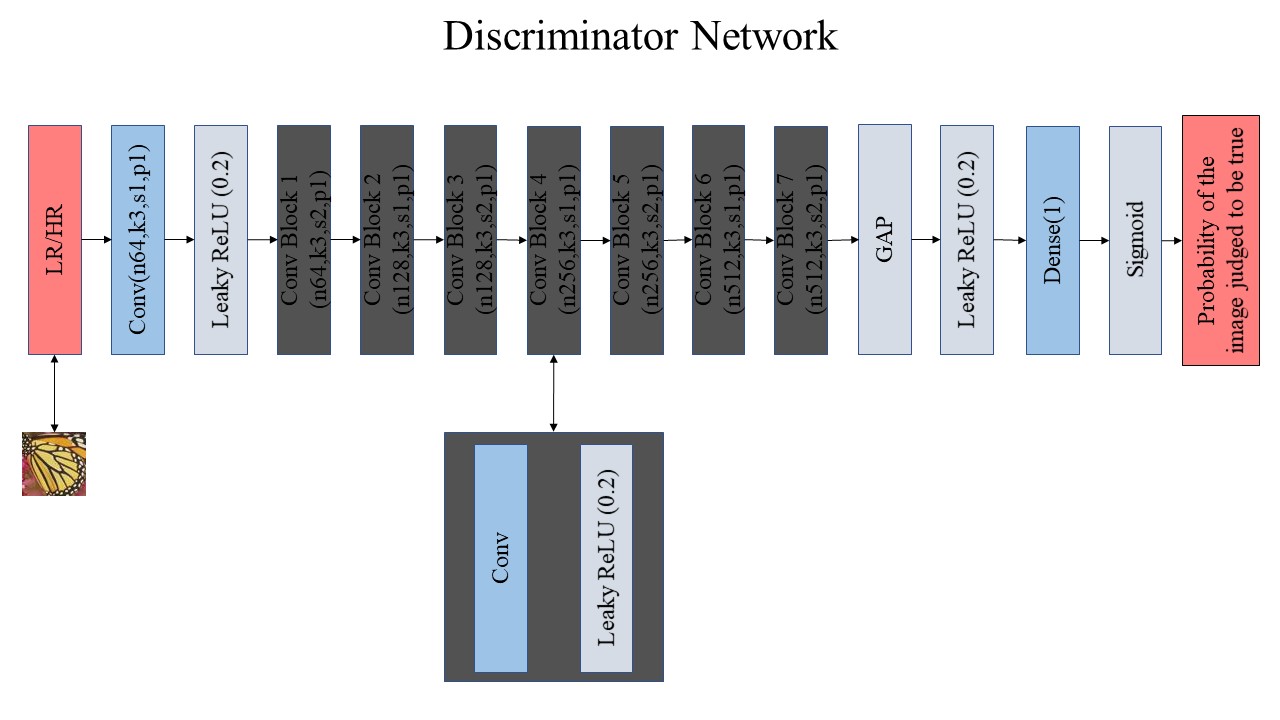 Discriminator Network
LR/HR
Conv(n64,k3,s1,p1)
Leaky ReLU (0.2)
Conv Block 1
(n64,k3,s2,p1)
Conv Block 2
(n128,k3,s1,p1)
Conv Block 3
(n128,k3,s2,p1)
Conv Block 4
(n256,k3,s1,p1)
Conv Block 5
(n256,k3,s2,p1)
Conv Block 6
(n512,k3,s1,p1)
Conv Block 7
(n512,k3,s2,p1)
GAP
Leaky ReLU (0.2)
Dense(1)
Sigmoid
Probability of the
image judged to be true
Conv
Leaky ReLU (0.2)